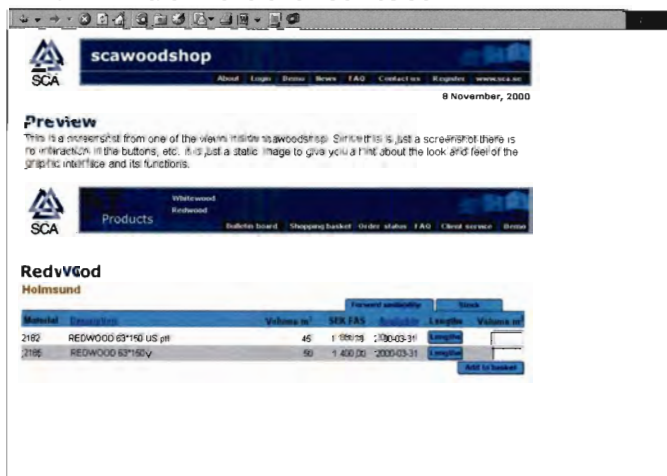 SCA
scawoodshop
About Login Demo News FAQ Contact us Register www.sca.se
8 November, 2000
Preview
This is a screenshot from one of the views inside scawoodshop. Since this is just a screenshot there is
no interaction in the buttons, etc. It is just a static image to give you a hint about the look and feel of the
graphic interface and its functions.
SCA
Products
Whitewood
Redwood
Bulletin board Shopping basket Order status FAQ Client service Demo
Redwood
Holmsund
Forward availability Stock
Material Description Volume m³ SEK FAS Available Lengths Volume m³
2182 REDWOOD 63*150 US 45 Lengths
2186 REDWOOD 63*150 V 50 1 400,00 2000-03-31 Lengths
Add to basket